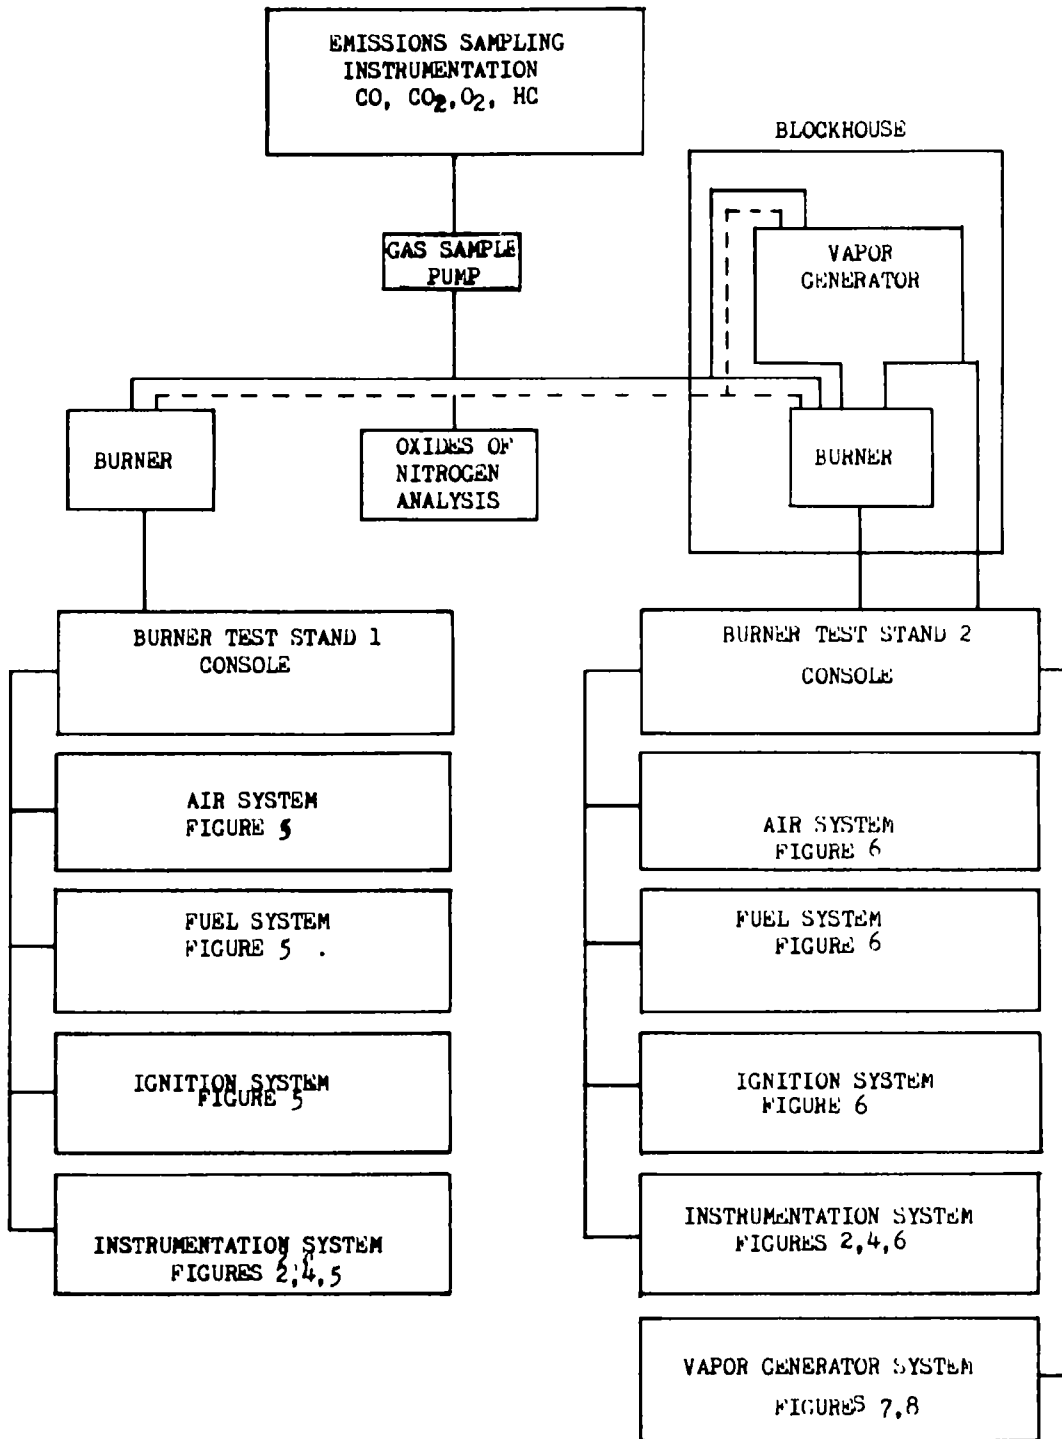 EMISSIONS SAMPLING
INSTRUMENTATION
CO, CO2, O2, HC
BLOCKHOUSE
GAS SAMPLE
PUMP
VAPOR
GENERATOR
BURNER
OXIDES OF
NITROGEN
ANALYSIS
BURNER
BURNER TEST STAND 1
CONSOLE
AIR SYSTEM
FIGURE 5
FUEL SYSTEM
FIGURE 5 .
IGNITION SYSTEM
FIGURE 5
INSTRUMENTATION SYSTEM
FIGURES 2,4,5
BURNER TEST STAND 2
CONSOLE
AIR SYSTEM
FIGURE 6
FUEL SYSTEM
FIGURE 6
IGNITION SYSTEM
FIGURE 6
INSTRUMENTATION SYSTEM
FIGURES 2,4,6
VAPOR GENERATOR SYSTEM
FIGURES 7,8